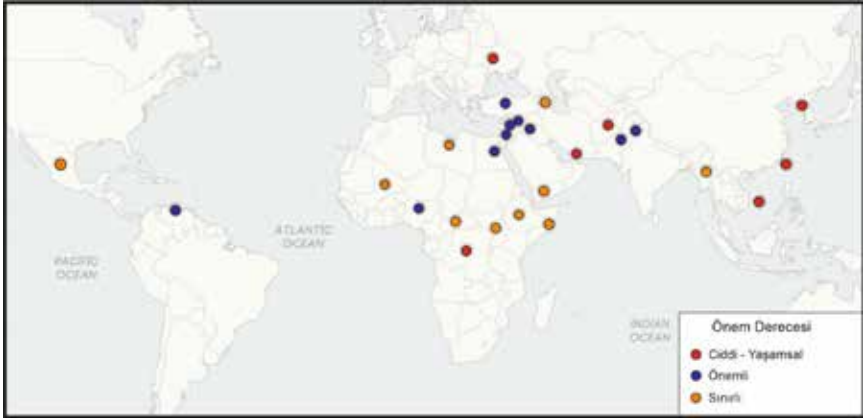 ATLANTIC
OCEAN
PACIFIC
OCEAN
INDIAN
OCEAN
Önem Derecesi
Ciddi - Yaşamsal
Önemli
Sınırlı